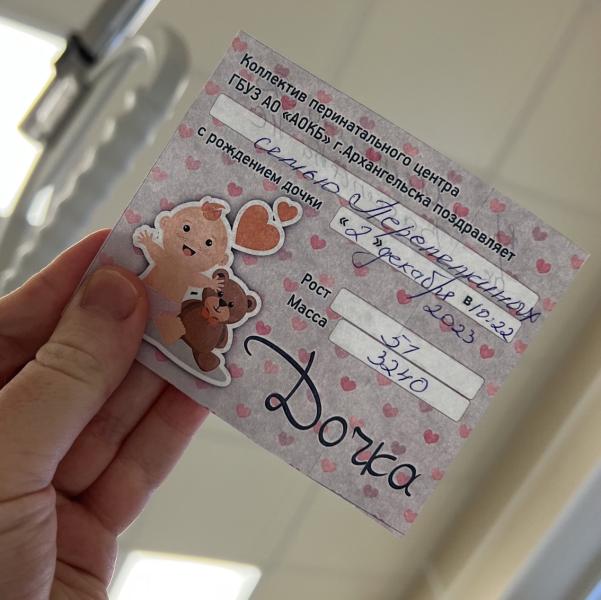 Коллектив перинатального центра
ГБУЗ АО «АОКБ» г.Архангельска поздравляет
семью
с рождением дочки
«2» декабря в 10:22
2023
Рост 51
Масса 3240
Дочка